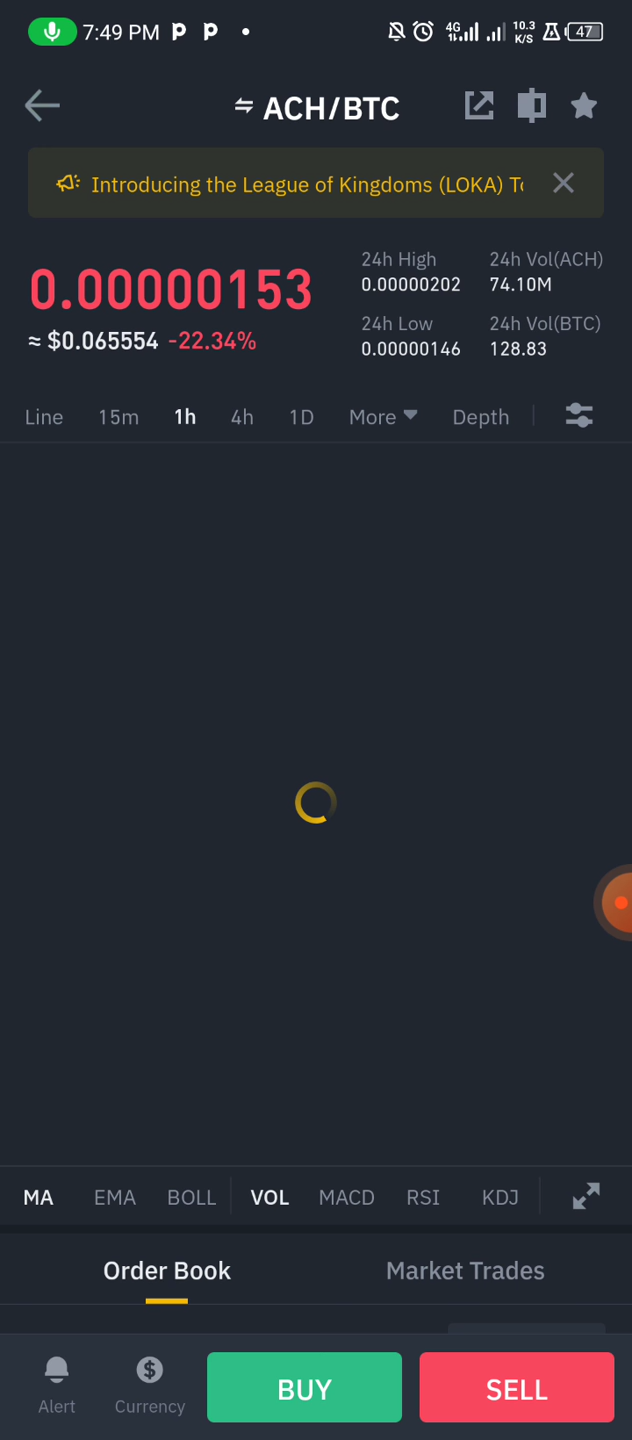 7:49 PM P P • 4G 10.3 K/S 47
ACH/BTC
Introducing the League of Kingdoms (LOKA) To
0.00000153
≈ $0.065554 -22.34%
24h High
0.00000202
24h Vol(ACH)
74.10M
24h Low
0.00000146
24h Vol(BTC)
128.83
Line 15m 1h 4h 1D More Depth
MA EMA BOLL VOL MACD RSI KDJ
Order Book Market Trades
Alert Currency BUY SELL